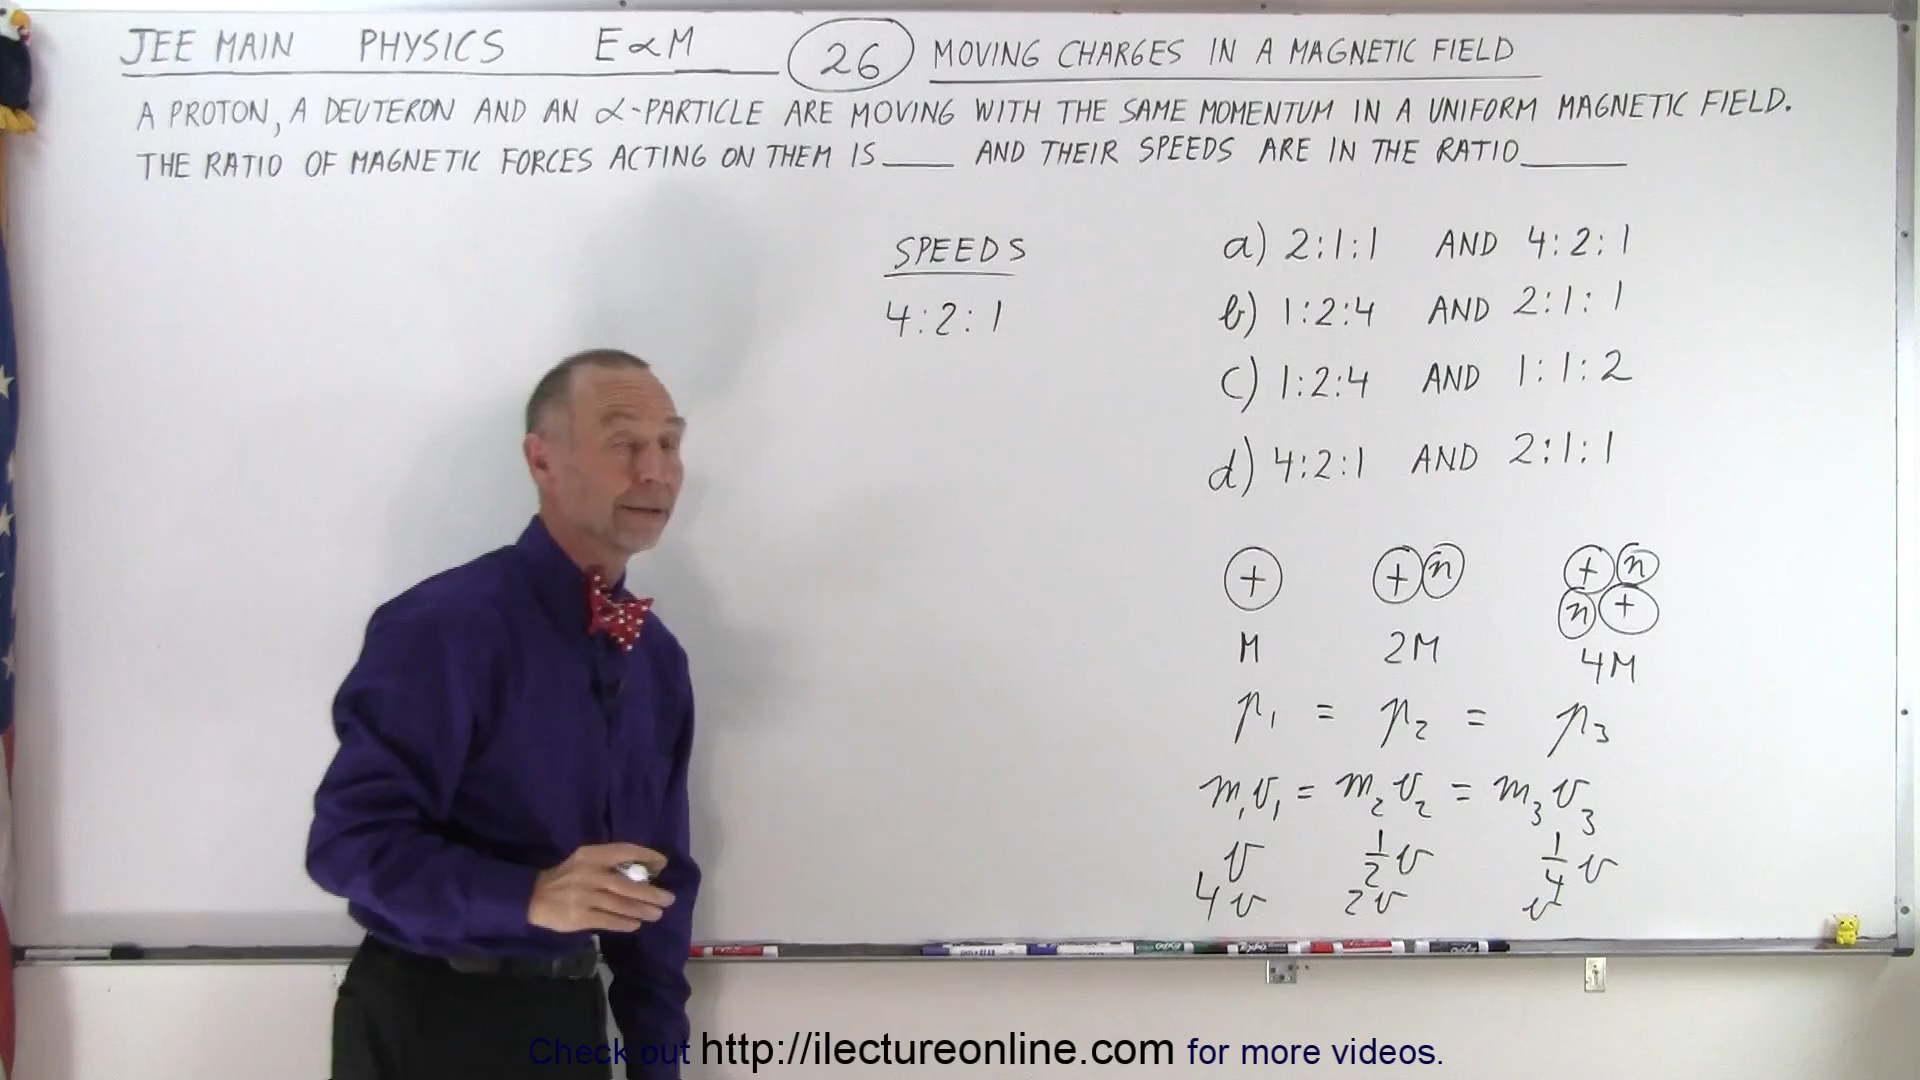 JEE MAIN PHYSICS E∝M 26 MOVING CHARGES IN A MAGNETIC FIELD
A PROTON, A DEUTERON AND AN α-PARTICLE ARE MOVING WITH THE SAME MOMENTUM IN A UNIFORM MAGNETIC FIELD.
THE RATIO OF MAGNETIC FORCES ACTING ON THEM IS____ AND THEIR SPEEDS ARE IN THE RATIO_____
SPEEDS
4:2:1
a) 2:1:1 AND 4:2:1
b) 1:2:4 AND 2:1:1
c) 1:2:4 AND 1:1:2
d) 4:2:1 AND 2:1:1
+ +n +n
n+
M 2M 4M
p₁ = p₂ = p₃
m₁v₁ = m₂v₂ = m₃v₃
v 1/2 v 1/4 v
4v 2v v
Check out http://ilectureonline.com for more videos.